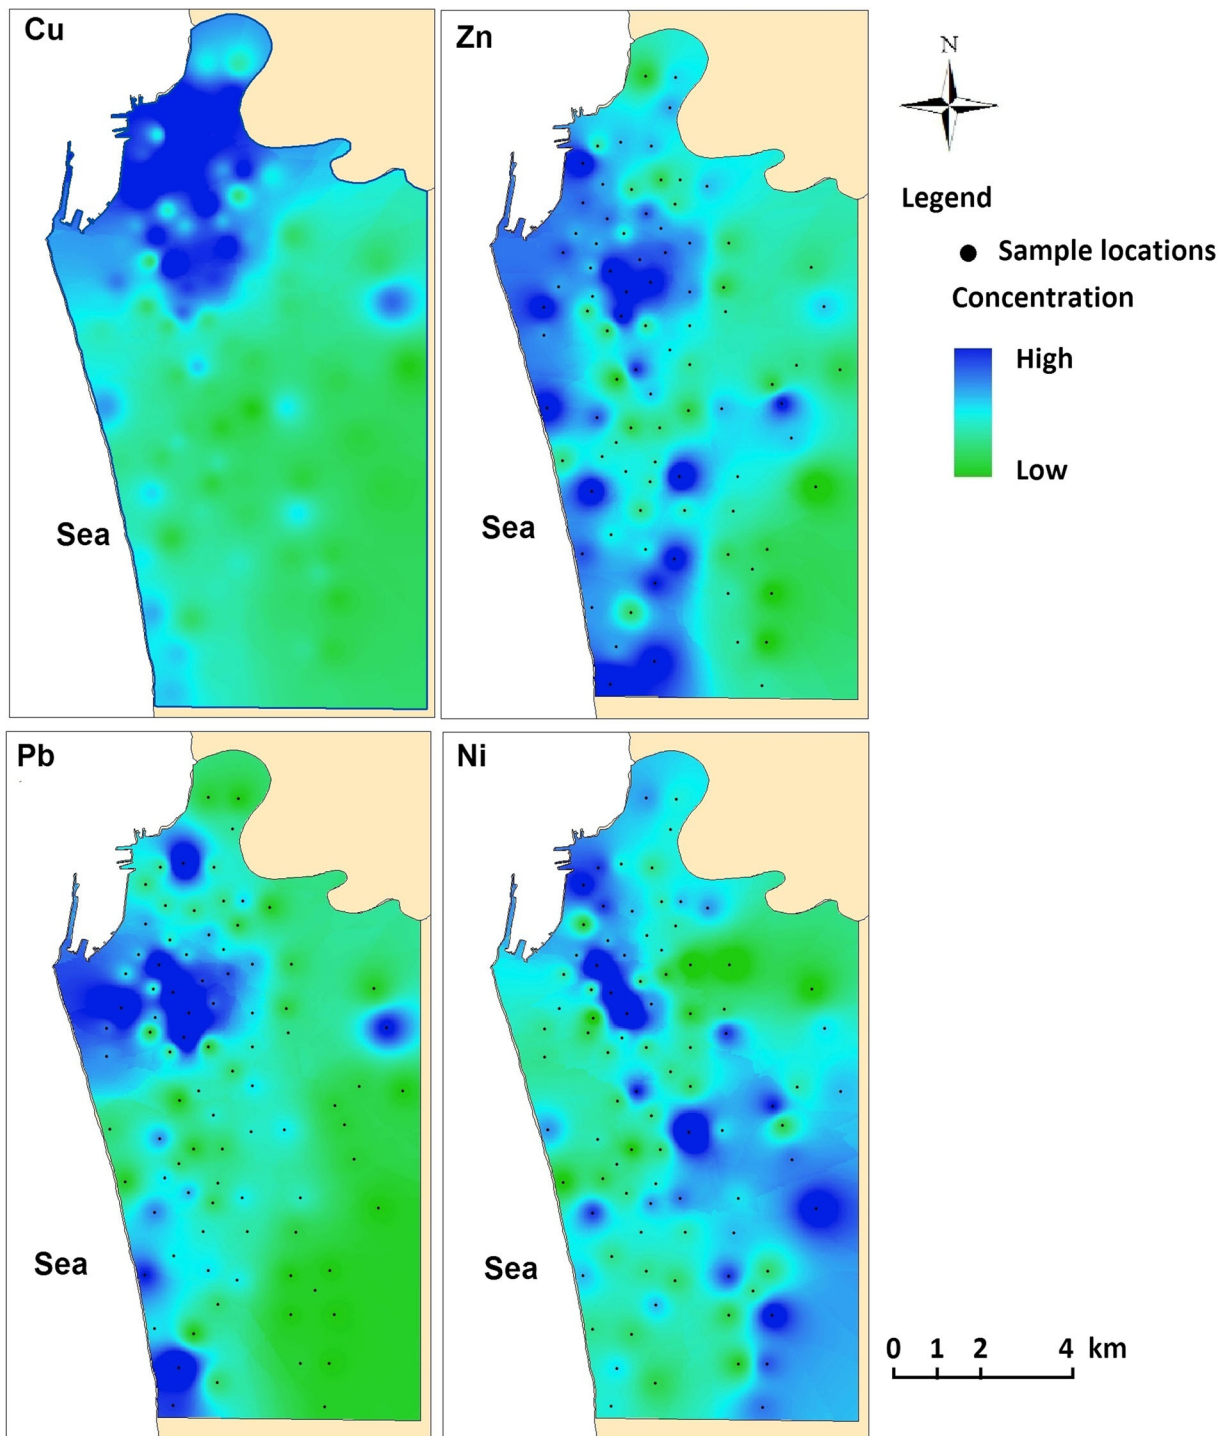 Cu
Zn
N
Legend
Sample locations
Concentration
High
Low
Sea
Sea
Pb
Ni
Sea
Sea
0 1 2 4 km